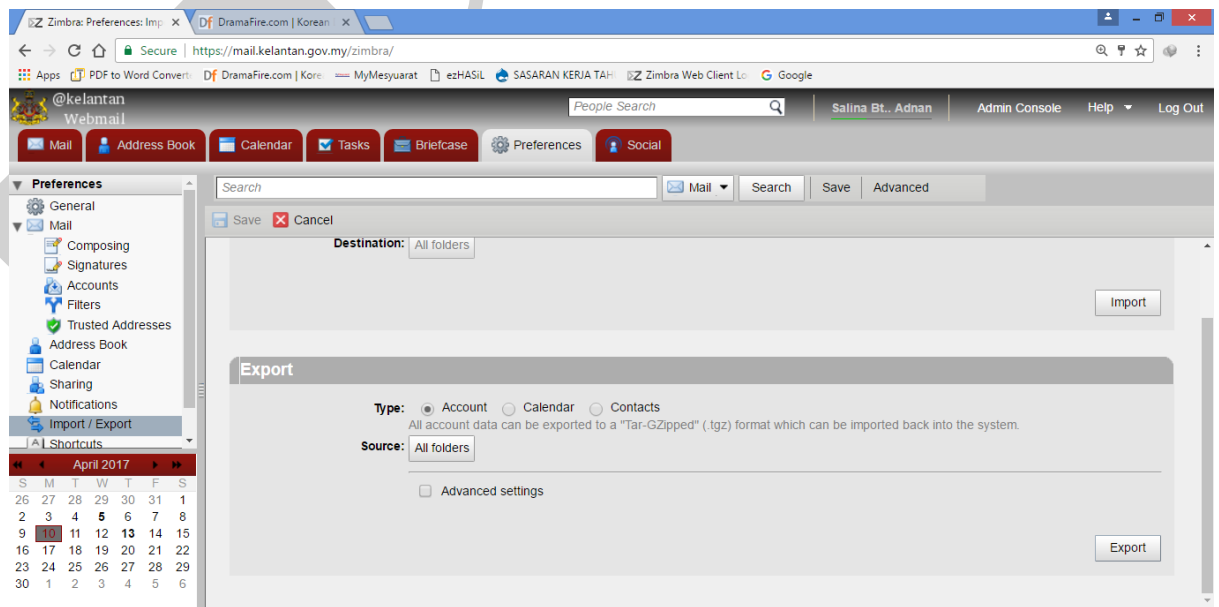 Zimbra: Preferences: Imp
DramaFire.com | Korean
Secure | https://mail.kelantan.gov.my/zimbra/
Apps PDF to Word Converte DramaFire.com | Kore MyMesyuarat ezHASiL SASARAN KERJA TAH Zimbra Web Client Lo Google
@kelantan
Webmail
People Search
Salina Bt.. Adnan
Admin Console
Help
Log Out
Mail Address Book Calendar Tasks Briefcase Preferences Social
Preferences
General
Mail
Composing
Signatures
Accounts
Filters
Trusted Addresses
Address Book
Calendar
Sharing
Notifications
Import / Export
Shortcuts
April 2017
S M T W T F S
26 27 28 29 30 31 1
2 3 4 5 6 7 8
9 10 11 12 13 14 15
16 17 18 19 20 21 22
23 24 25 26 27 28 29
30 1 2 3 4 5 6
Search
Mail
Search
Save
Advanced
Save Cancel
Destination: All folders
Import
Export
Type: Account Calendar Contacts
All account data can be exported to a "Tar-GZipped" (.tgz) format which can be imported back into the system.
Source: All folders
Advanced settings
Export